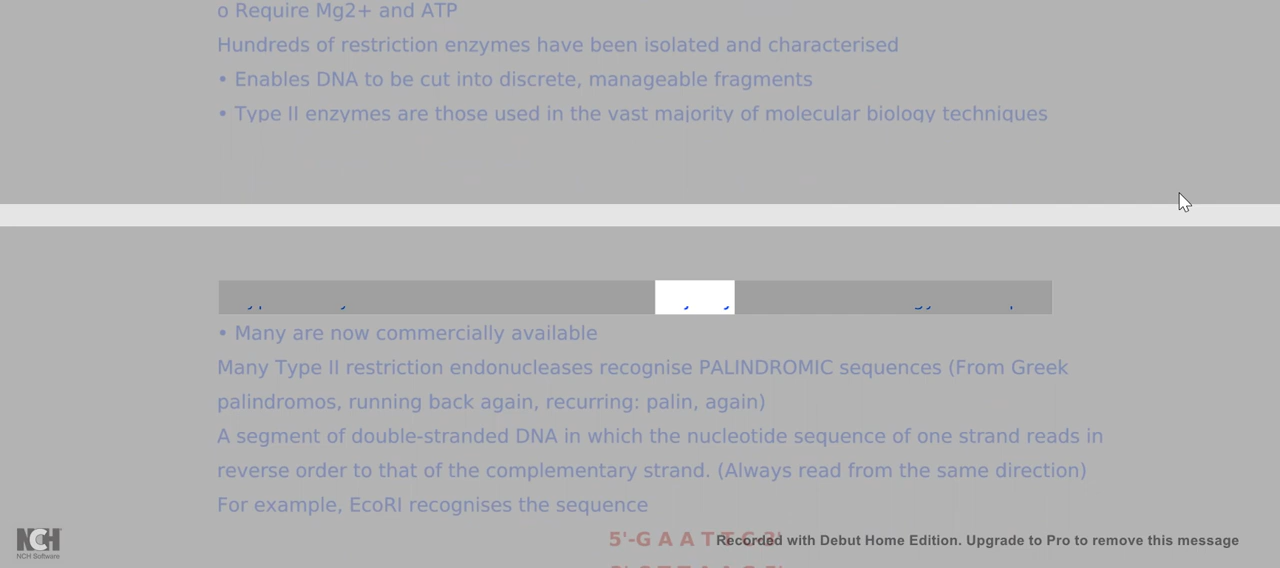 o Require Mg2+ and ATP
Hundreds of restriction enzymes have been isolated and characterised
• Enables DNA to be cut into discrete, manageable fragments
• Type II enzymes are those used in the vast majority of molecular biology techniques
• Many are now commercially available
Many Type II restriction endonucleases recognise PALINDROMIC sequences (From Greek
palindromos, running back again, recurring: palin, again)
A segment of double-stranded DNA in which the nucleotide sequence of one strand reads in
reverse order to that of the complementary strand. (Always read from the same direction)
For example, EcoRI recognises the sequence
5'-G A A T T C 3'
Recorded with Debut Home Edition. Upgrade to Pro to remove this message
NCH
NCH Software